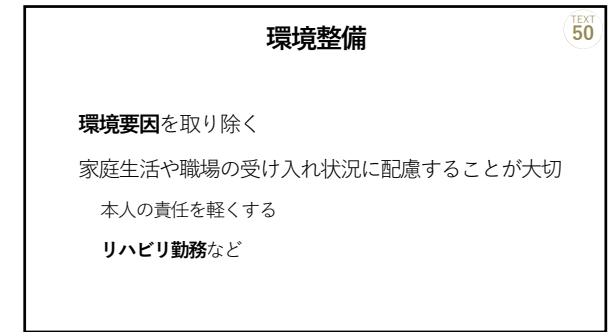 環境整備
TEXT
50
環境要因を取り除く
家庭生活や職場の受け入れ状況に配慮することが大切
本人の責任を軽くする
リハビリ勤務など